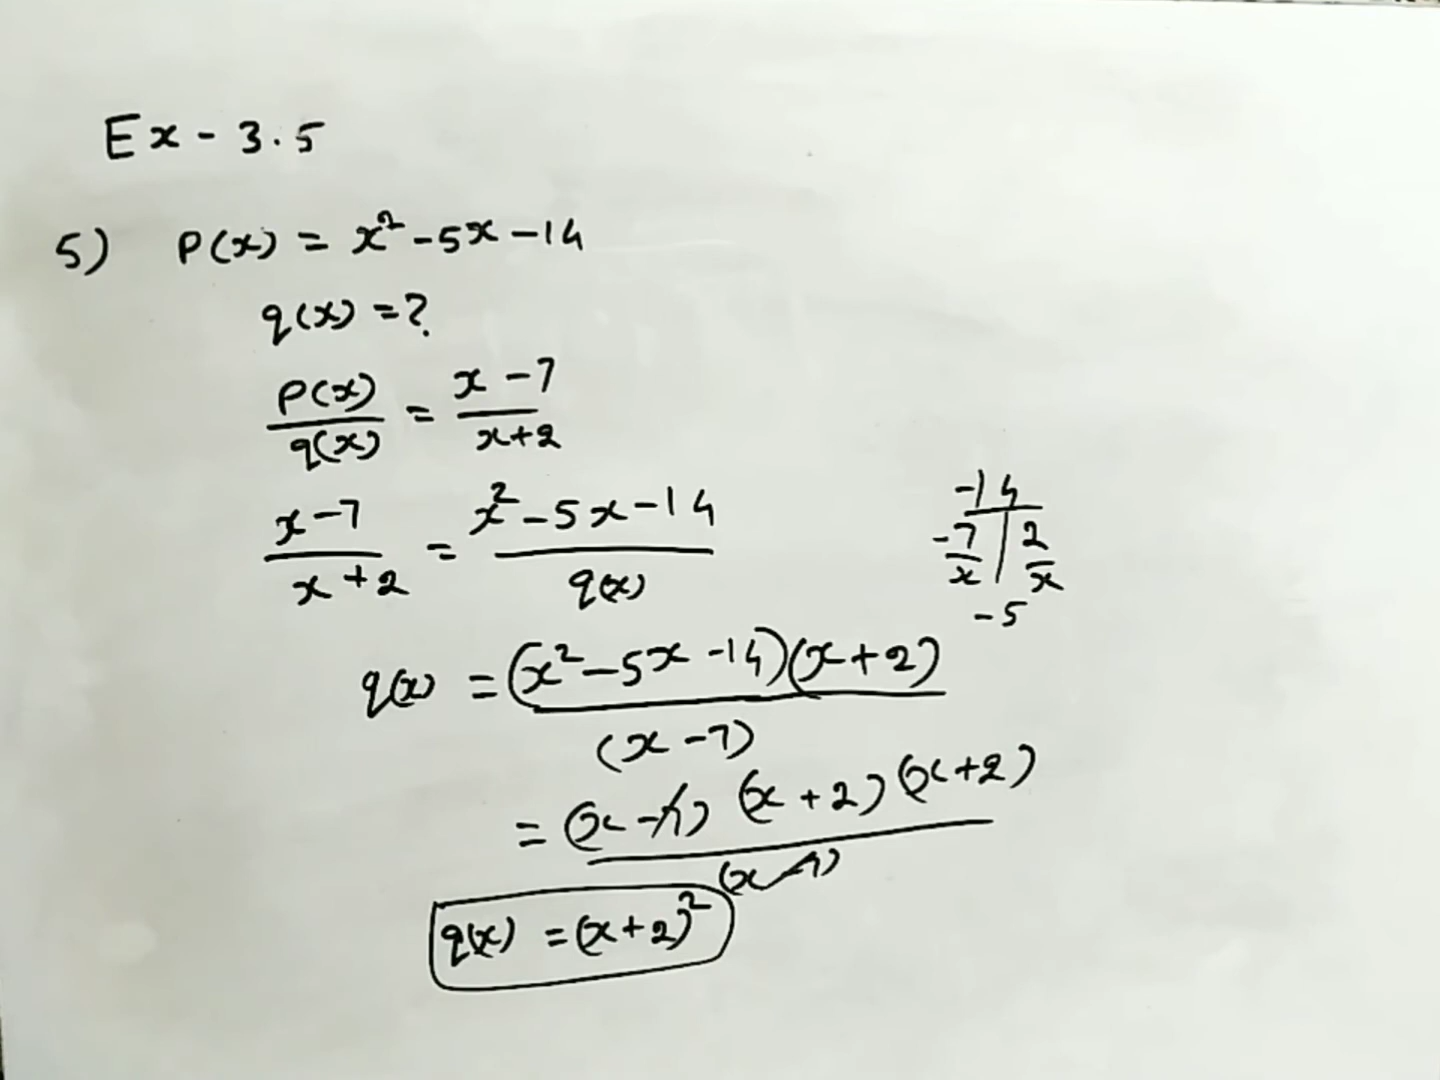 Ex - 3.5
5) P(x) = x² - 5x - 14
q(x) = ?
P(x)/q(x) = x - 7/x+2
x-7/x+2 = x² - 5x - 14/q(x)
-14
-7/x | 2/x
-5
q(x) = (x² - 5x - 14)(x+2)/(x-7)
= (x-7)(x+2)(x+2)/(x-7)
q(x) = (x+2)²